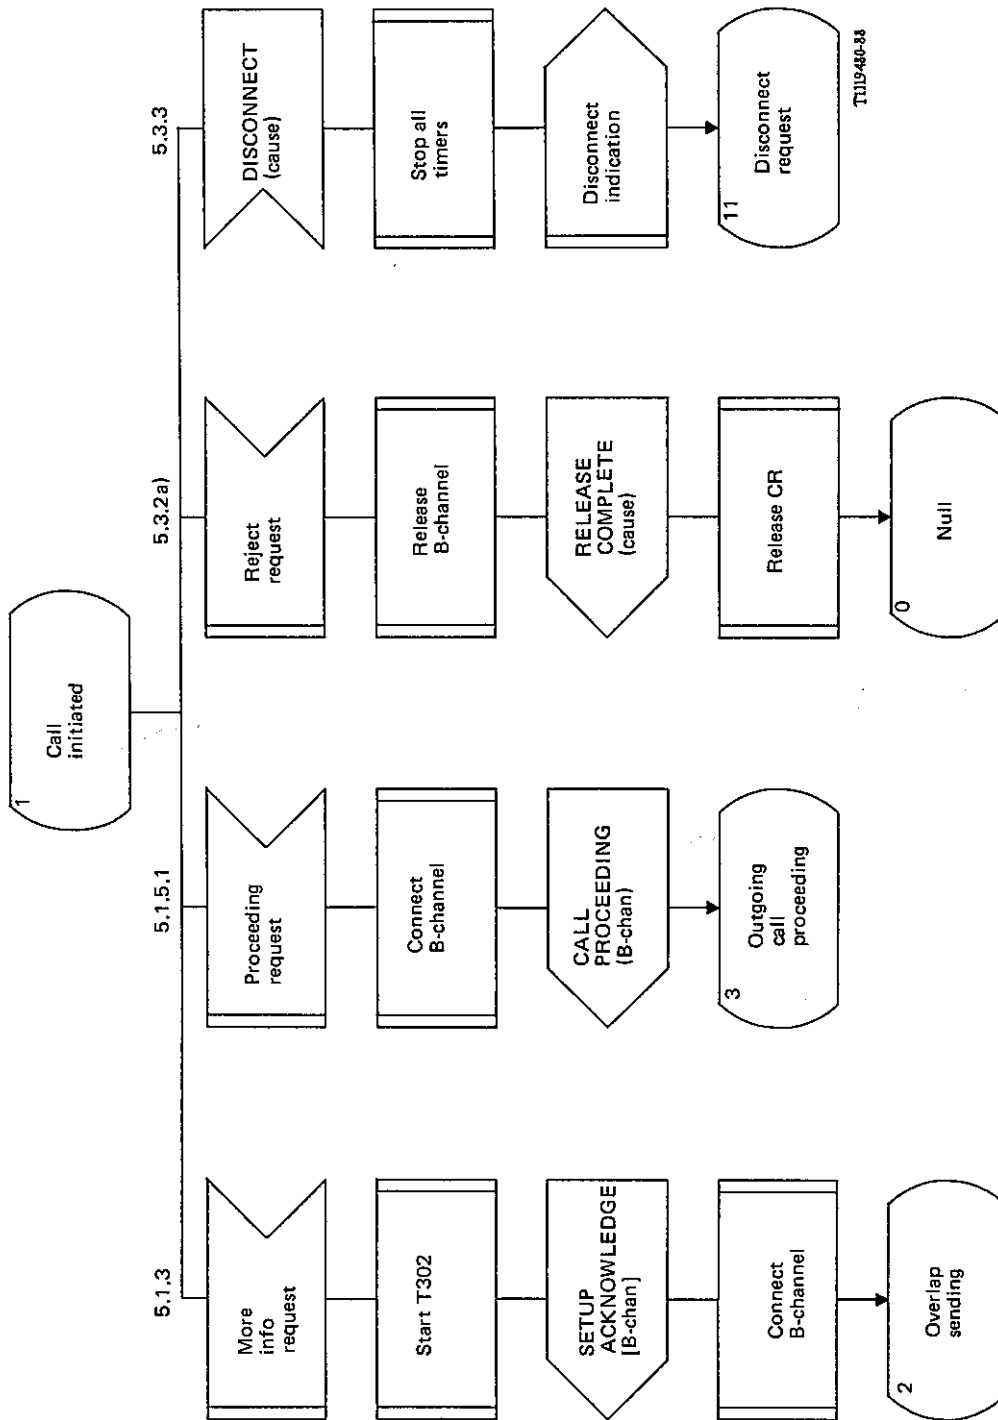 1
Call
initiated
5.1.3
More
info
request
Start T302
SETUP
ACKNOWLEDGE
[B-chan]
Connect
B-channel
2
Overlap
sending
5.1.5.1
Proceeding
request
Connect
B-channel
CALL
PROCEEDING
(B-chan)
3
Outgoing
call
proceeding
5.3.2a)
Reject
request
Release
B-channel
RELEASE
COMPLETE
(cause)
Release CR
0
Null
5.3.3
DISCONNECT
(cause)
Stop all
timers
Disconnect
indication
11
Disconnect
request
T1119480-88